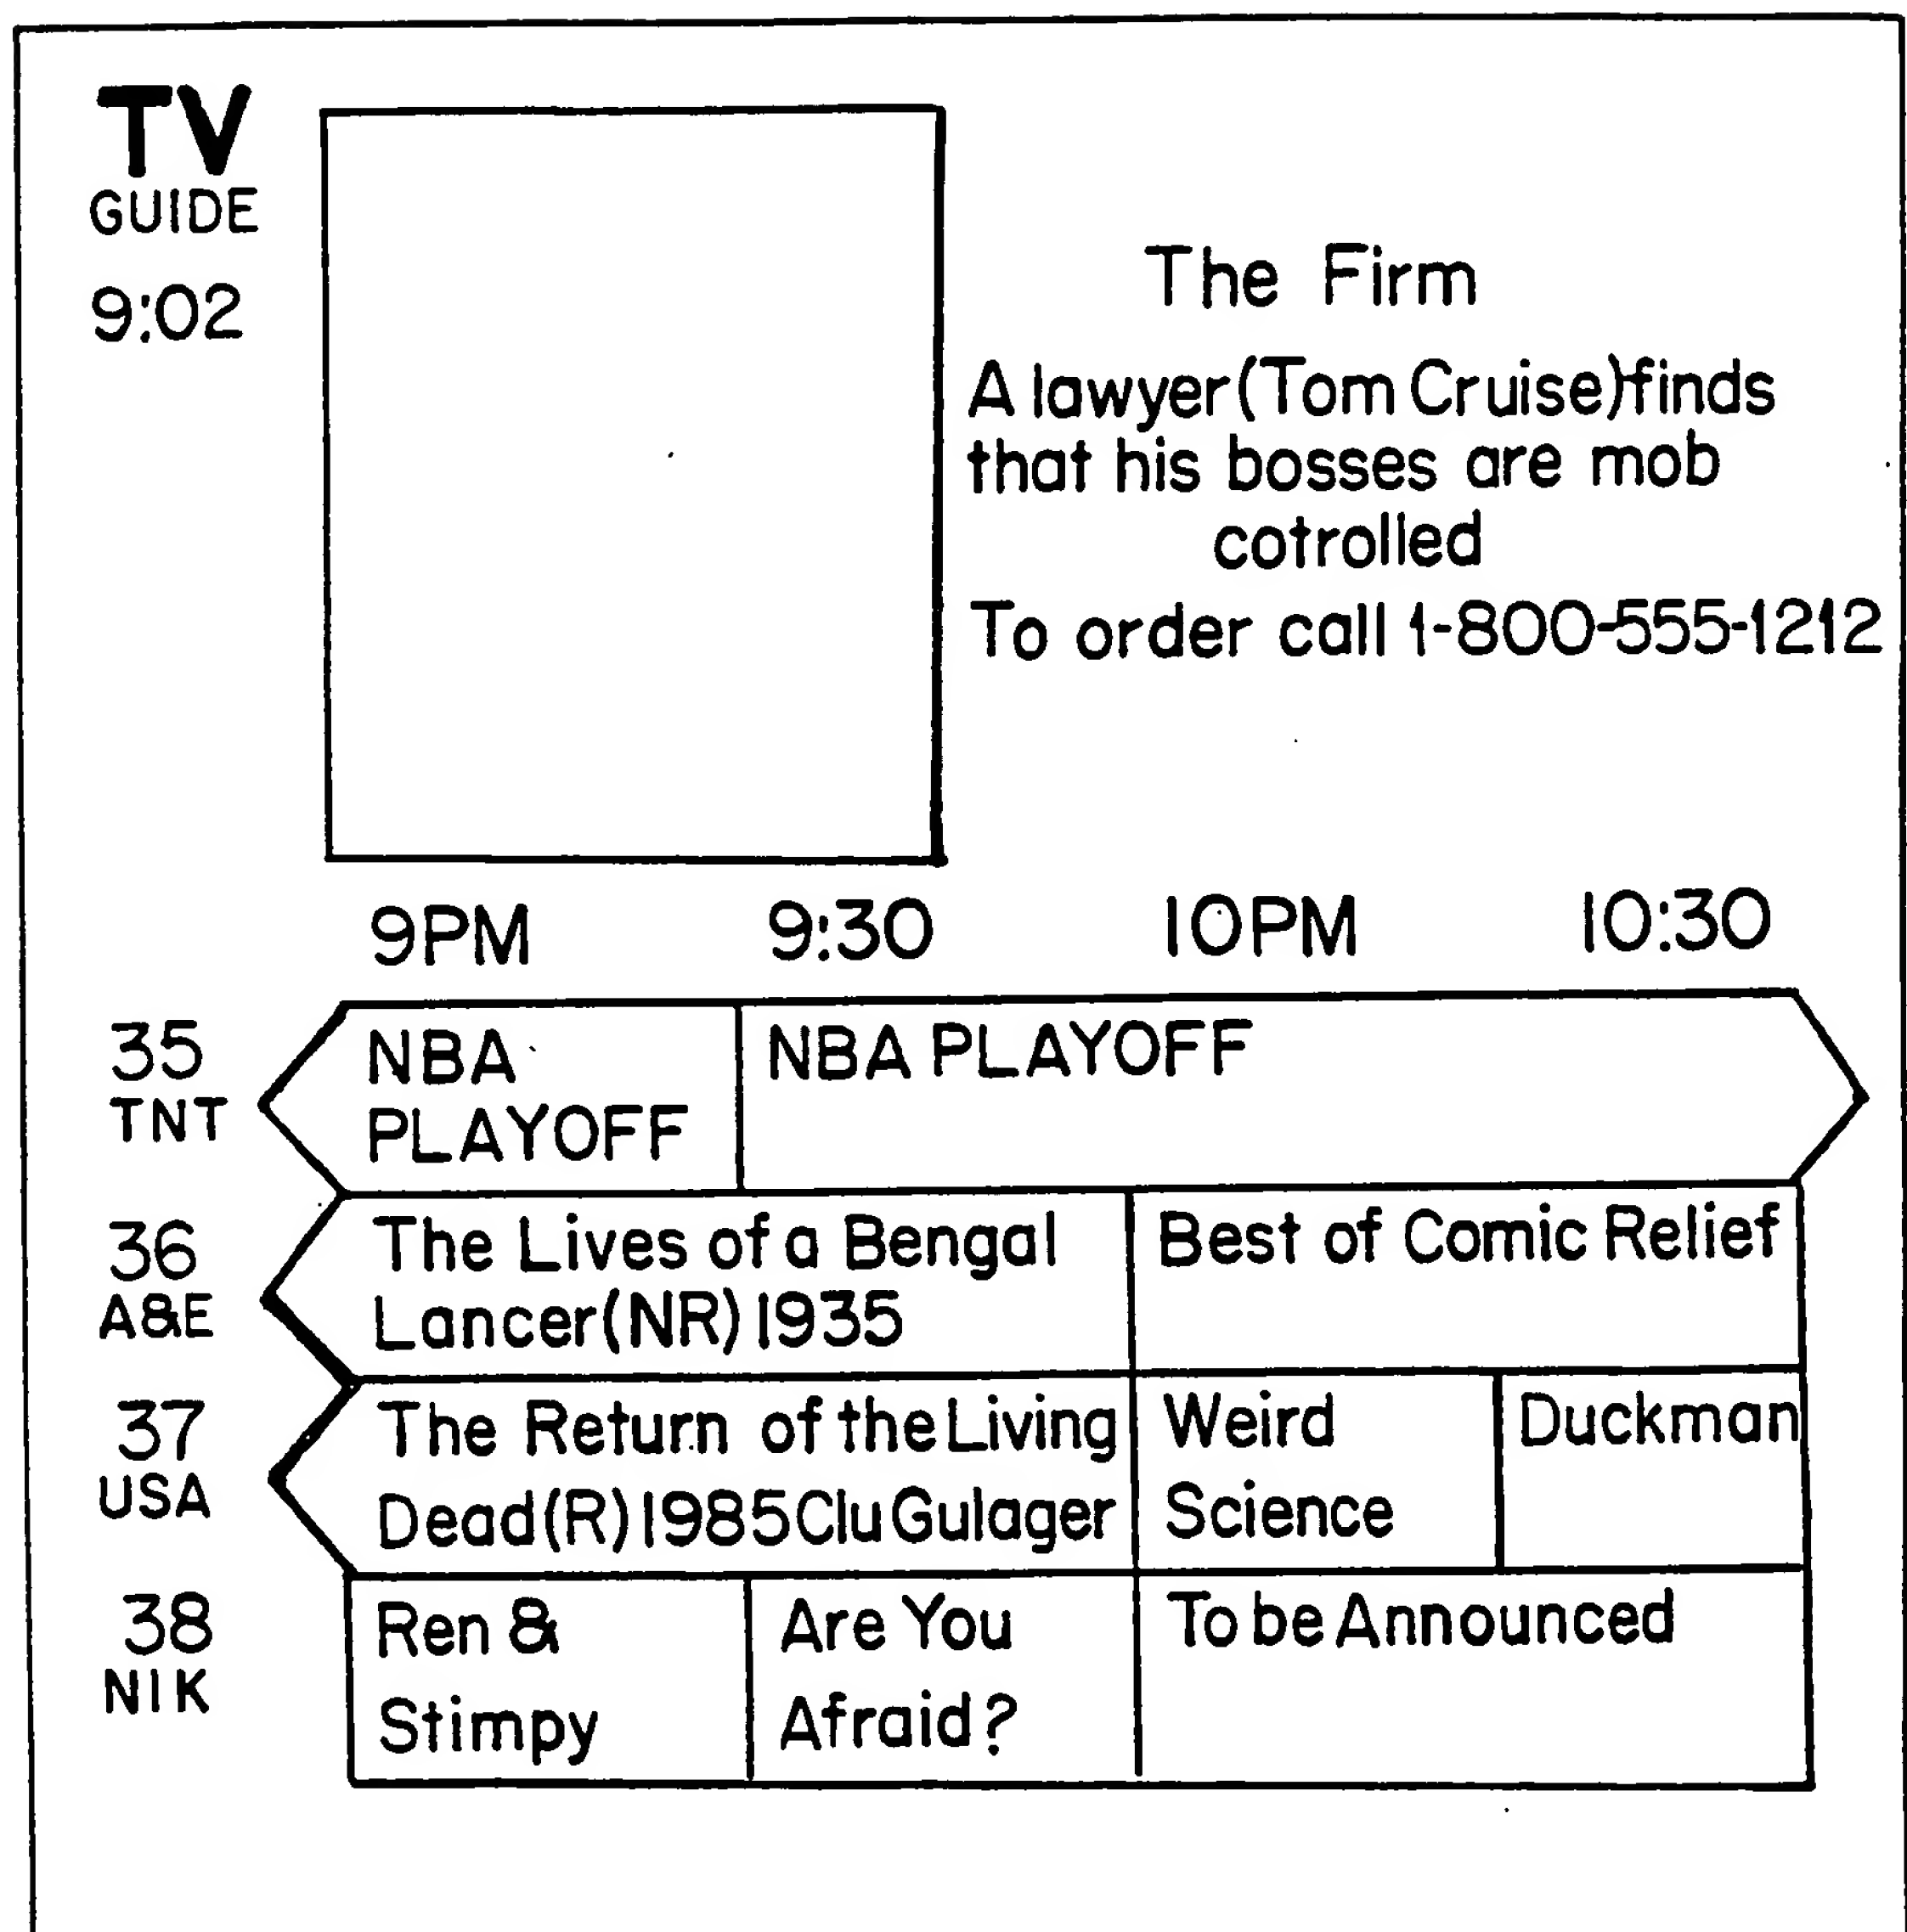 TV
GUIDE
9:02
The Firm
A lawyer(Tom Cruise)finds
that his bosses are mob
cotrolled
To order call 1-800-555-1212
9PM 9:30 10PM 10:30
35
TNT
NBA
PLAYOFF
NBA PLAYOFF
36
A&E
The Lives of a Bengal
Lancer(NR)1935
Best of Comic Relief
37
USA
The Return of the Living
Dead(R)1985 Clu Gulager
Weird
Science
Duckman
38
NIK
Ren &
Stimpy
Are You
Afraid?
To be Announced